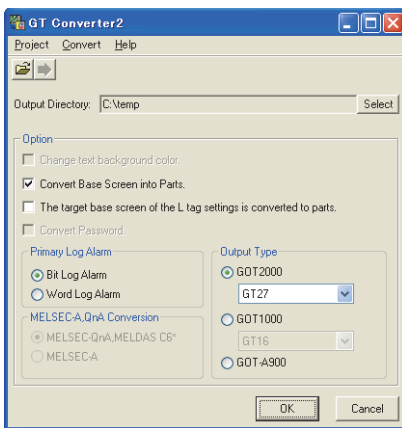 GT Converter2
Project Convert Help
Output Directory: C:\temp Select
Option
Change text background color.
Convert Base Screen into Parts.
The target base screen of the L tag settings is converted to parts.
Convert Password.
Primary Log Alarm
Bit Log Alarm
Word Log Alarm
MELSEC-A,QnA Conversion
MELSEC-QnA,MELDAS C6*
MELSEC-A
Output Type
GOT2000
GT27
GOT1000
GT16
GOT-A900
OK Cancel